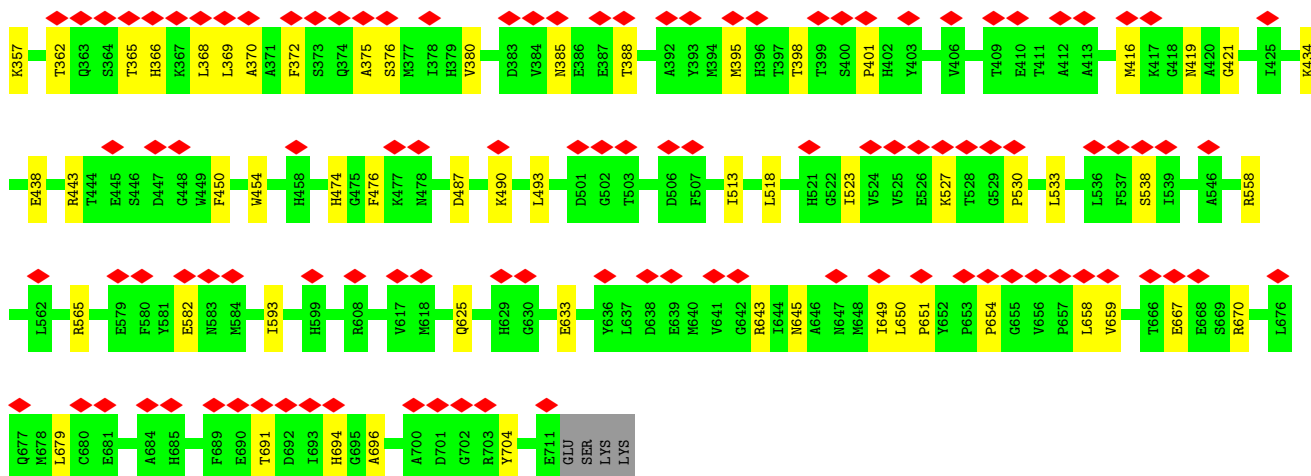 K357 T362 Q363 S364 T365 H366 K367 L368 L369 A370 A371 F372 S373 Q374 A375 S376 M377 I378 H379 V380 D383 V384 N385 E386 E387 T388 A392 Y393 M394 M395 H396 T397 T398 T399 S400 P401 H402 Y403 V406 T409 E410 T411 A412 A413 M416 K417 G418 N419 A420 G421 I425 K434
E438 R443 T444 E445 S446 D447 G448 W449 F450 W454 H458 H474 G475 F476 K477 N478 D487 K490 L493 D501 G502 T503 D506 F507 I513 L518 H521 G522 I523 V524 V525 E526 K527 T528 G529 P530 L533 L536 F537 S538 I539 A546 R558
L562 R565 E579 F580 Y581 E582 N583 M584 I593 H599 R608 V617 M618 Q625 H629 G630 E633 Y636 L637 D638 E639 M640 V641 G642 R643 I644 N645 A646 N647 M648 I649 L650 P651 Y652 P653 P654 G655 V656 P657 L658 V659 T666 E667 E668 S669 R670 L676
Q677 M678 L679 C680 E681 A684 H685 F689 E690 T691 D692 I693 H694 G695 A696 A700 D701 G702 R703 Y704 E711 GLU SER LYS LYS